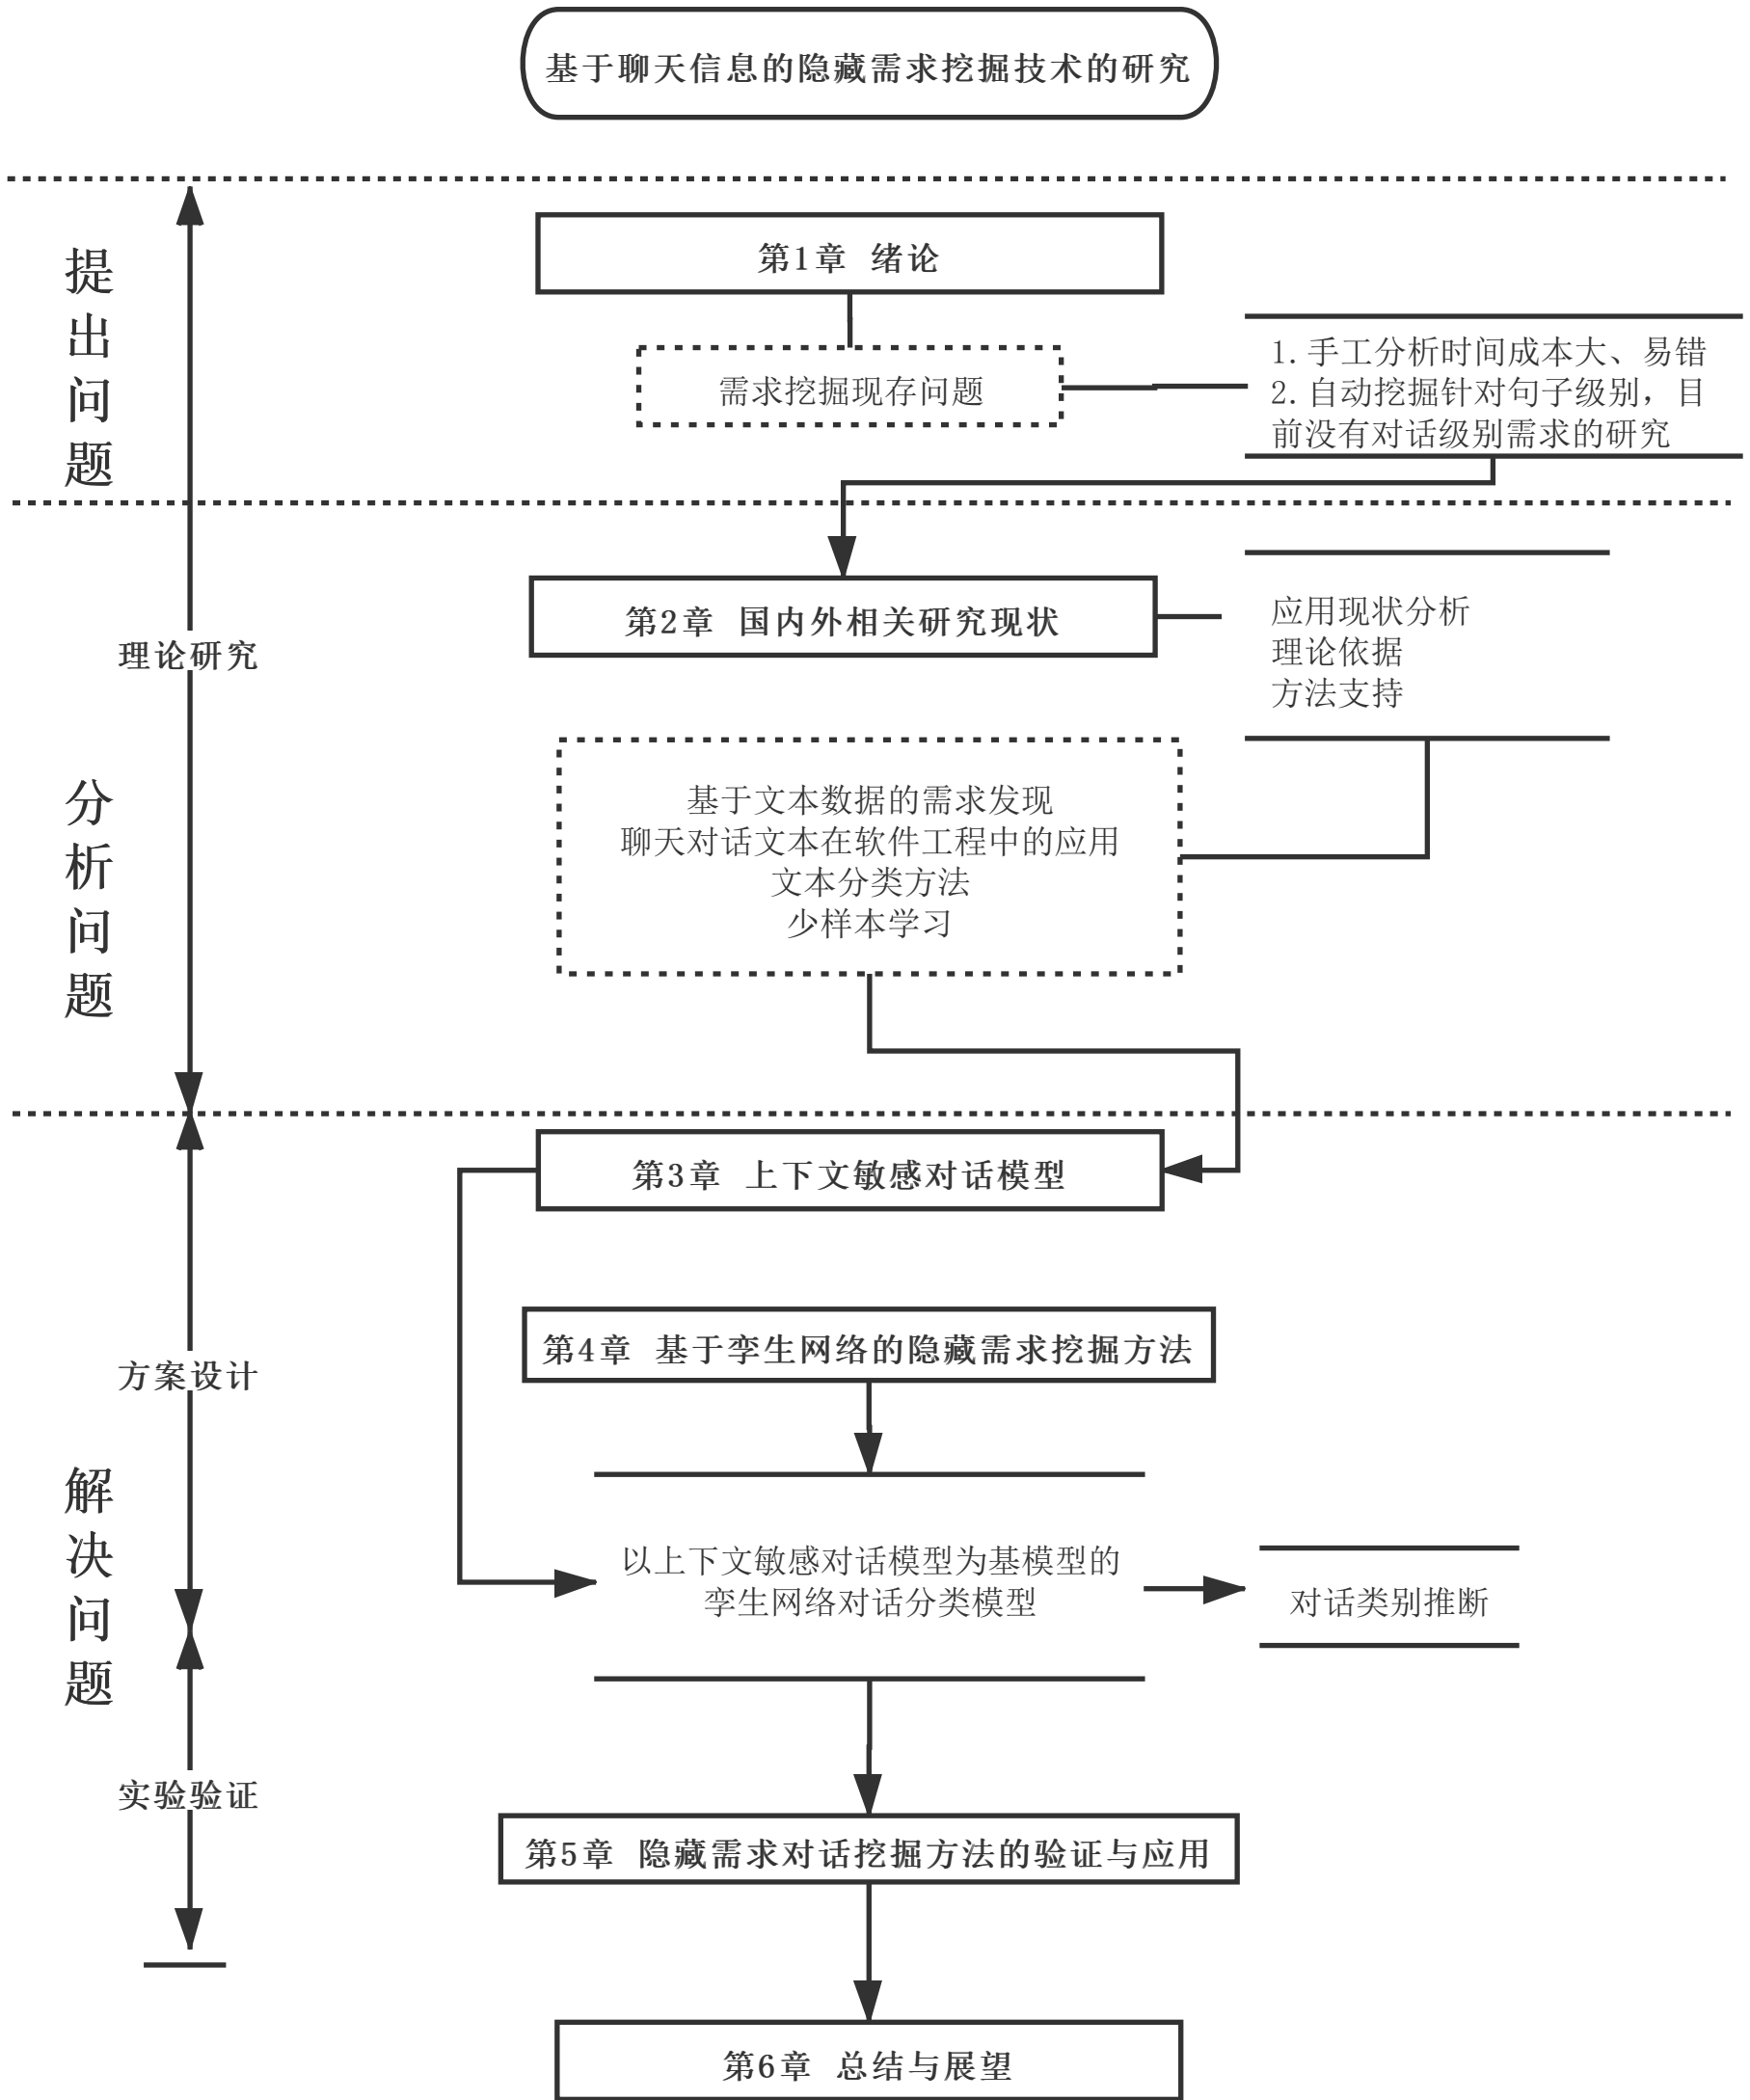 基于聊天信息的隐藏需求挖掘技术的研究
提出问题
第1章 绪论
需求挖掘现存问题
1.手工分析时间成本大、易错
2.自动挖掘针对句子级别，目
前没有对话级别需求的研究
理论研究
分析问题
第2章 国内外相关研究现状
应用现状分析
理论依据
方法支持
基于文本数据的需求发现
聊天对话文本在软件工程中的应用
文本分类方法
少样本学习
第3章 上下文敏感对话模型
方案设计
解决问题
第4章 基于孪生网络的隐藏需求挖掘方法
以上下文敏感对话模型为基模型的
孪生网络对话分类模型
对话类别推断
实验验证
第5章 隐藏需求对话挖掘方法的验证与应用
第6章 总结与展望